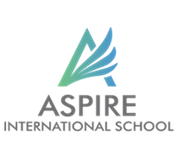 ASPIRE
INTERNATIONAL SCHOOL